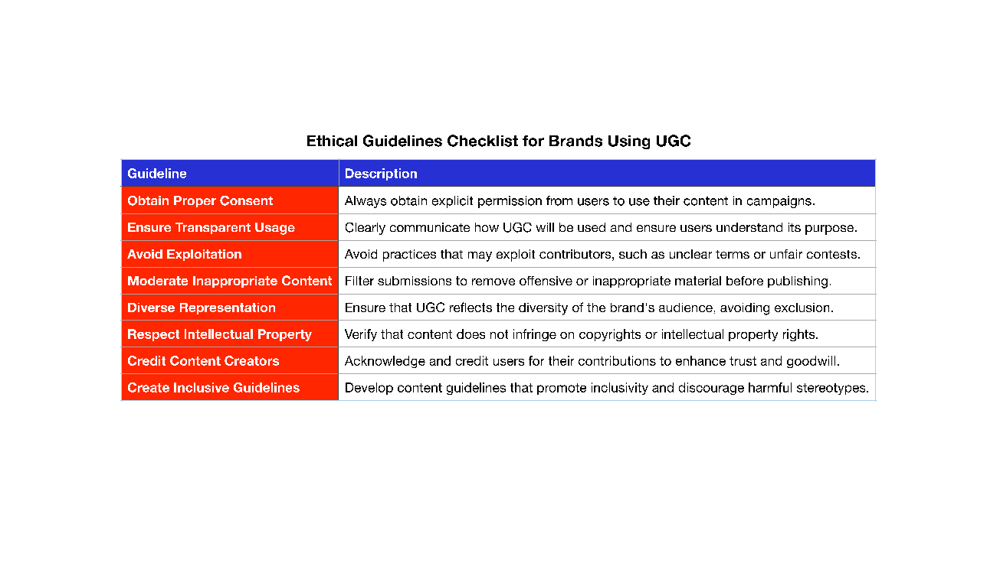 Ethical Guidelines Checklist for Brands Using UGC
Guideline Description
Obtain Proper Consent Always obtain explicit permission from users to use their content in campaigns.
Ensure Transparent Usage Clearly communicate how UGC will be used and ensure users understand its purpose.
Avoid Exploitation Avoid practices that may exploit contributors, such as unclear terms or unfair contests.
Moderate Inappropriate Content Filter submissions to remove offensive or inappropriate material before publishing.
Diverse Representation Ensure that UGC reflects the diversity of the brand's audience, avoiding exclusion.
Respect Intellectual Property Verify that content does not infringe on copyrights or intellectual property rights.
Credit Content Creators Acknowledge and credit users for their contributions to enhance trust and goodwill.
Create Inclusive Guidelines Develop content guidelines that promote inclusivity and discourage harmful stereotypes.